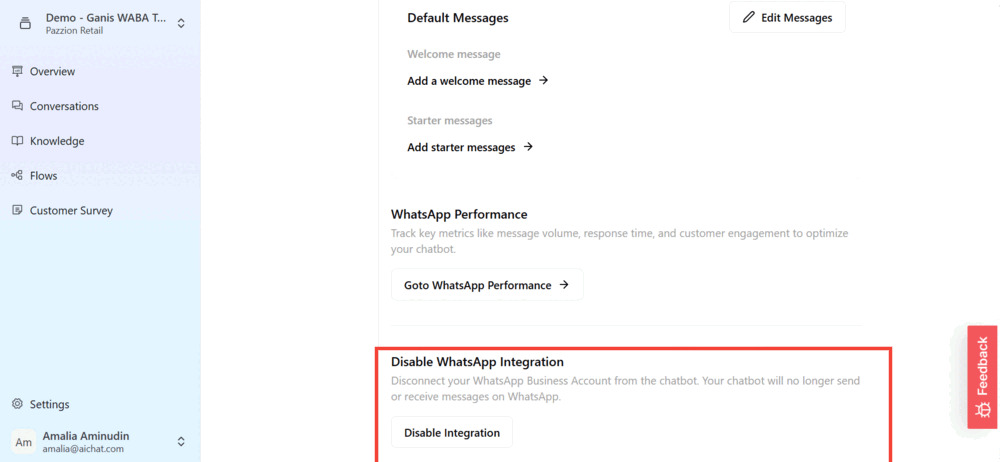 Demo - Ganis WABA T...
Pazzion Retail
Overview
Conversations
Knowledge
Flows
Customer Survey
Settings
Am
Amalia Aminudin
amalia@aichat.com
Default Messages
Edit Messages
Welcome message
Add a welcome message →
Starter messages
Add starter messages →
WhatsApp Performance
Track key metrics like message volume, response time, and customer engagement to optimize
your chatbot.
Goto WhatsApp Performance →
Disable WhatsApp Integration
Disconnect your WhatsApp Business Account from the chatbot. Your chatbot will no longer send
or receive messages on WhatsApp.
Disable Integration
Feedback